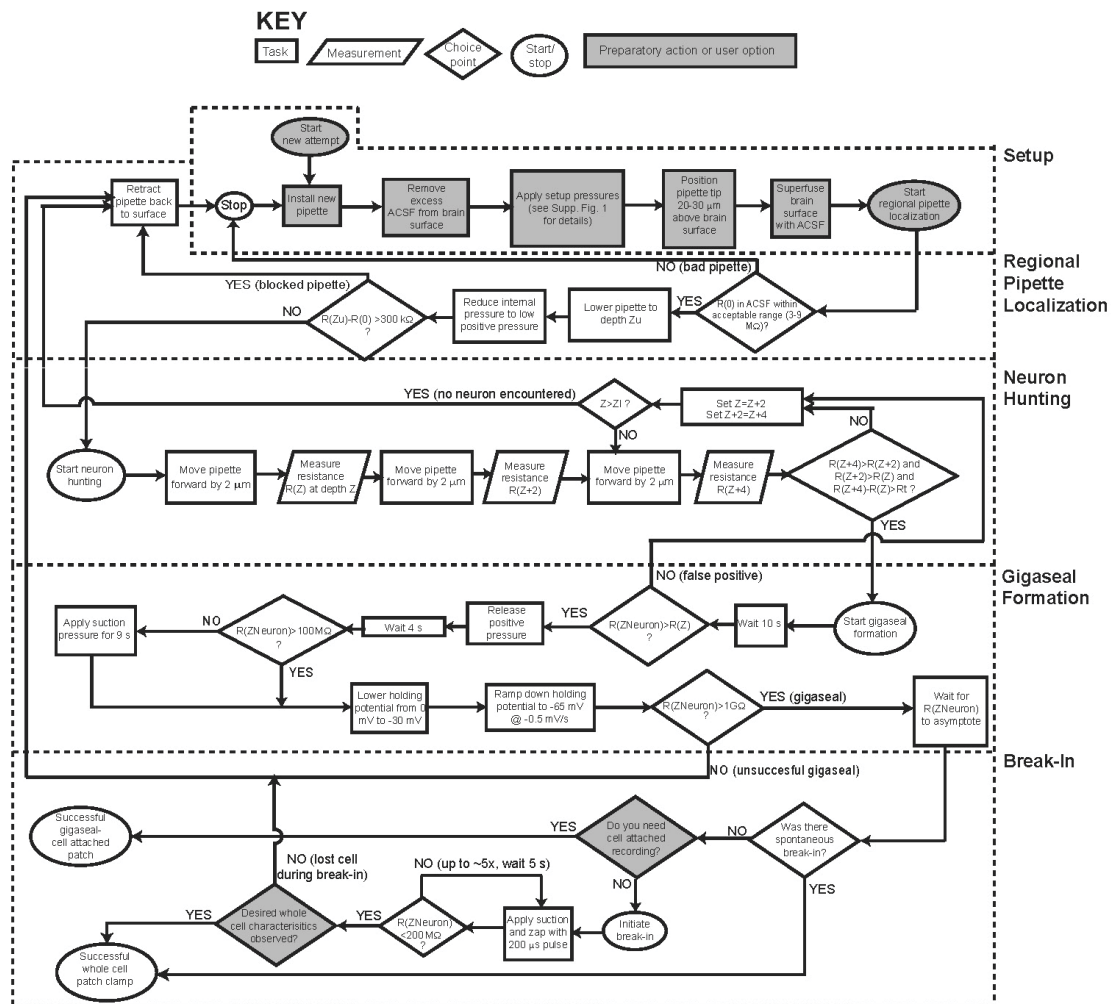 KEY
Task
Measurement
Choice
point
Start/
stop
Preparatory action or user option
Setup
Start
new attempt
Retract
pipette back
to surface
Stop
Install new
pipette
Remove
excess
ACSF from brain
surface
Apply setup pressures
(see Supp. Fig. 1
for details)
Position
pipette tip
20-30 μm
above brain
surface
Superfuse
brain
surface
with ACSF
Start
regional pipette
localization
Regional
Pipette
Localization
NO (bad pipette)
YES (blocked pipette)
NO
R(Zu)-R(0) >300 kΩ
?
Reduce internal
pressure to low
positive pressure
Lower pipette to
depth Zu
YES
R(0) in ACSF within
acceptable range (3-9
MΩ)?
Neuron
Hunting
YES (no neuron encountered)
Z>Zl ?
Set Z=Z+2
Set Z+2=Z+4
NO
NO
Start neuron
hunting
Move pipette
forward by 2 μm
Measure
resistance
R(Z) at depth Z
Move pipette
forward by 2 μm
Measure
resistance
R(Z+2)
Move pipette
forward by 2 μm
Measure
resistance
R(Z+4)
R(Z+4)>R(Z+2) and
R(Z+2)>R(Z) and
R(Z+4)-R(Z)>Rt ?
YES
Gigaseal
Formation
NO (false positive)
Apply suction
pressure for 9 s
NO
R(ZNeuron)>100MΩ
?
Wait 4 s
Release
positive
pressure
YES
R(ZNeuron)>R(Z)
?
Wait 10 s
Start gigaseal
formation
YES
Lower holding
potential from 0
mV to -30 mV
Ramp down holding
potential to -65 mV
@ -0.5 mV/s
R(ZNeuron)>1GΩ
?
YES (gigaseal)
Wait for
R(ZNeuron)
to asymptote
NO (unsuccesful gigaseal)
Break-In
Successful
gigaseal-
cell attached
patch
YES
Do you need
cell attached
recording?
NO
Was there
spontaneous
break-in?
NO (lost cell
during break-in)
NO (up to ~5x, wait 5 s)
NO
YES
YES
Desired whole
cell characterisitics
observed?
YES
R(ZNeuron)
<200 MΩ
?
Apply suction
and zap with
200 μs pulse
Initiate
break-in
Successful
whole cell
patch clamp